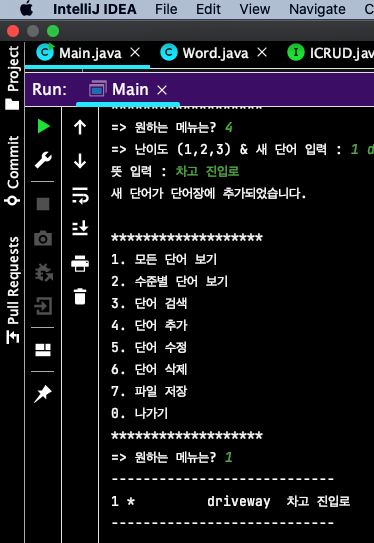 IntelliJ IDEA File Edit View Navigate
Main.java × Word.java × ICRUD.jav
Project
Commit
Pull Requests
Run: Main ×
*******************
=> 원하는 메뉴는? 4
=> 난이도 (1,2,3) & 새 단어 입력 : 1 d
뜻 입력 : 차고 진입로
새 단어가 단어장에 추가되었습니다.
*******************
1. 모든 단어 보기
2. 수준별 단어 보기
3. 단어 검색
4. 단어 추가
5. 단어 수정
6. 단어 삭제
7. 파일 저장
0. 나가기
*******************
=> 원하는 메뉴는? 1
----------------------------
1 * driveway 차고 진입로
----------------------------